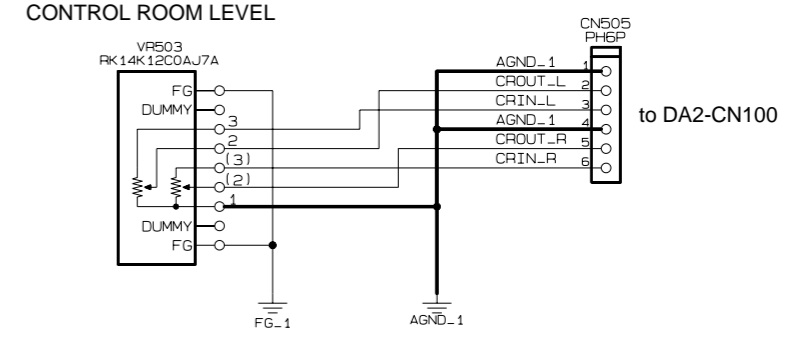 CONTROL ROOM LEVEL
VR503
RK14K12C0AJ7A
FG
DUMMY
3
2
(3)
(2)
1
DUMMY
FG
FG_1
AGND_1
CN505
PH6P
AGND_1 1
CROUT_L 2
CRIN_L 3
AGND_1 4
CROUT_R 5
CRIN_R 6
to DA2-CN100